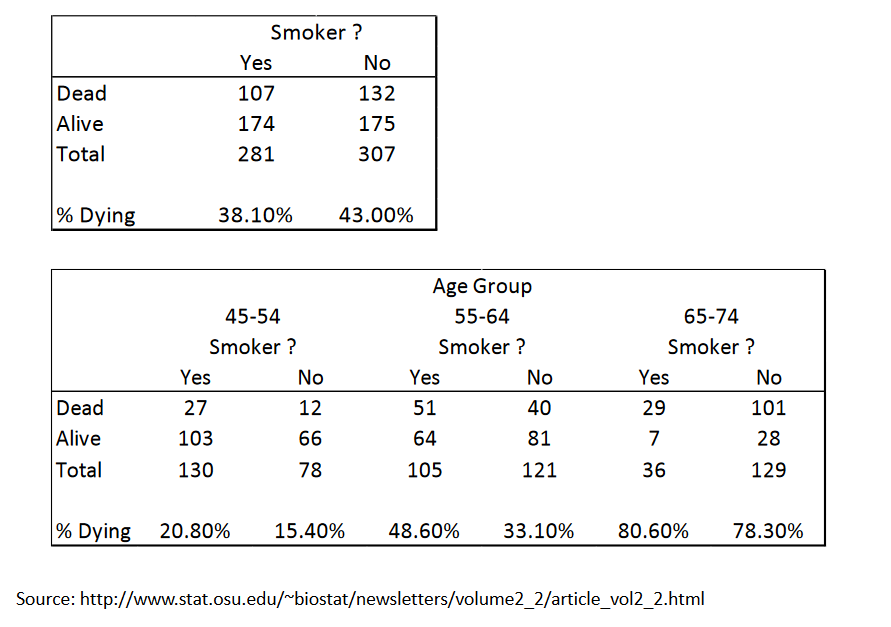 Smoker ?
Yes No
Dead 107 132
Alive 174 175
Total 281 307
% Dying 38.10% 43.00%
Age Group
45-54 55-64 65-74
Smoker ? Smoker ? Smoker ?
Yes No Yes No Yes No
Dead 27 12 51 40 29 101
Alive 103 66 64 81 7 28
Total 130 78 105 121 36 129
% Dying 20.80% 15.40% 48.60% 33.10% 80.60% 78.30%
Source: http://www.stat.osu.edu/~biostat/newsletters/volume2_2/article_vol2_2.html